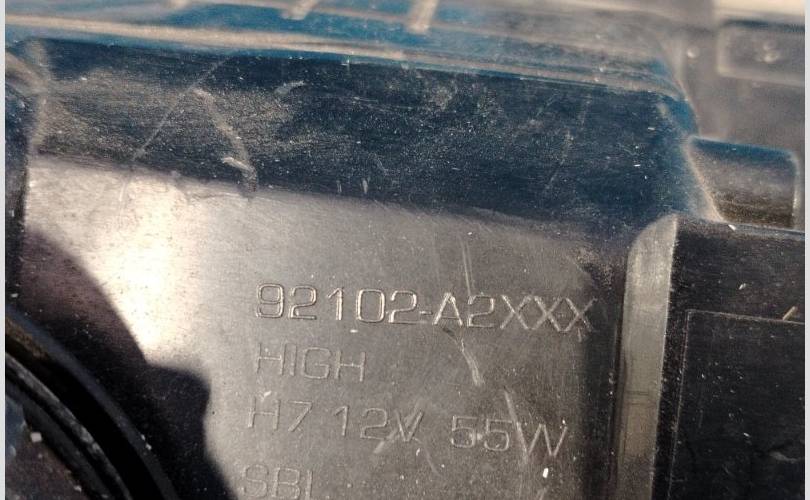 92102-A2XXX
HIGH
H7 12V 55W
SBL